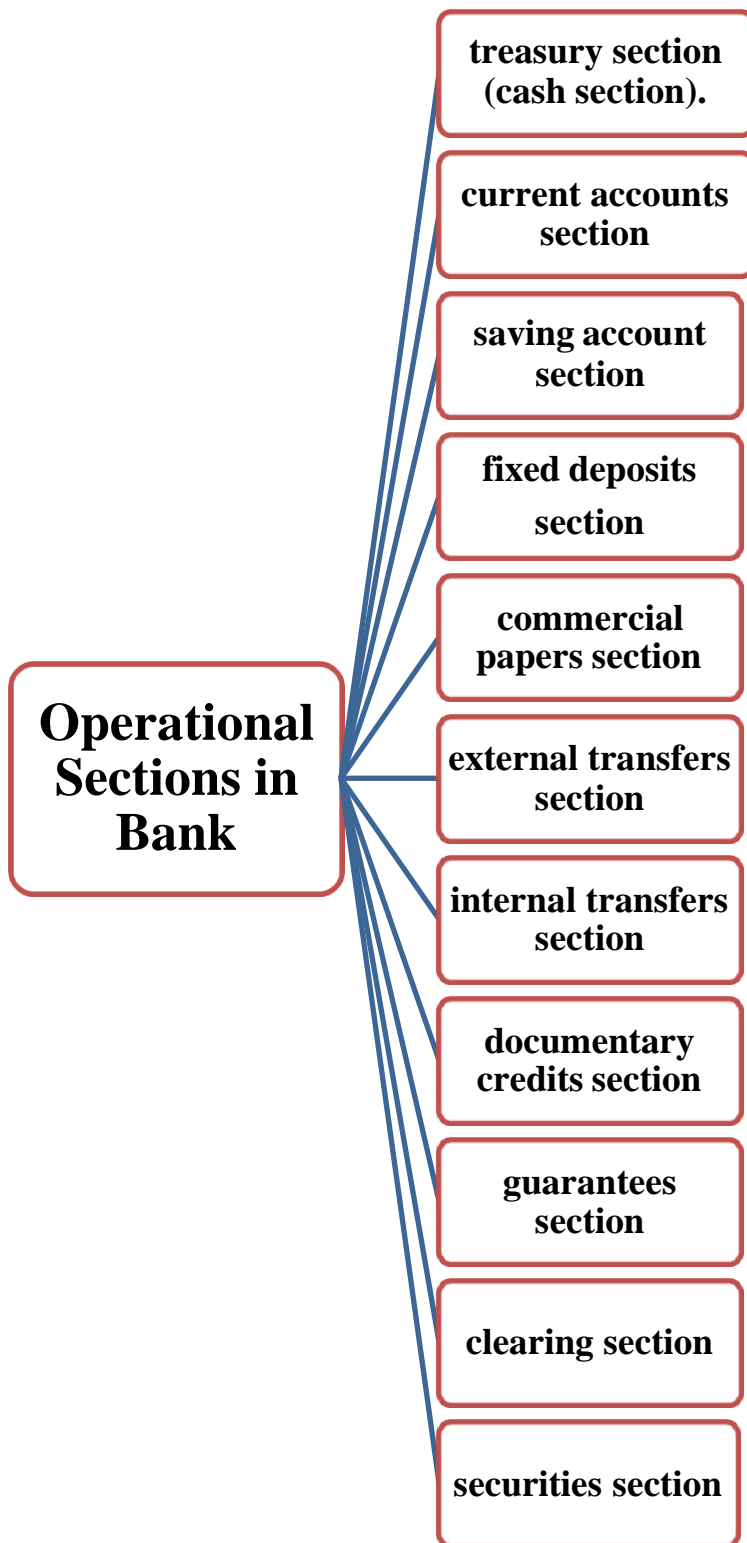 treasury section
(cash section).
current accounts
section
saving account
section
fixed deposits
section
commercial
papers section
Operational
Sections in
Bank
external transfers
section
internal transfers
section
documentary
credits section
guarantees
section
clearing section
securities section